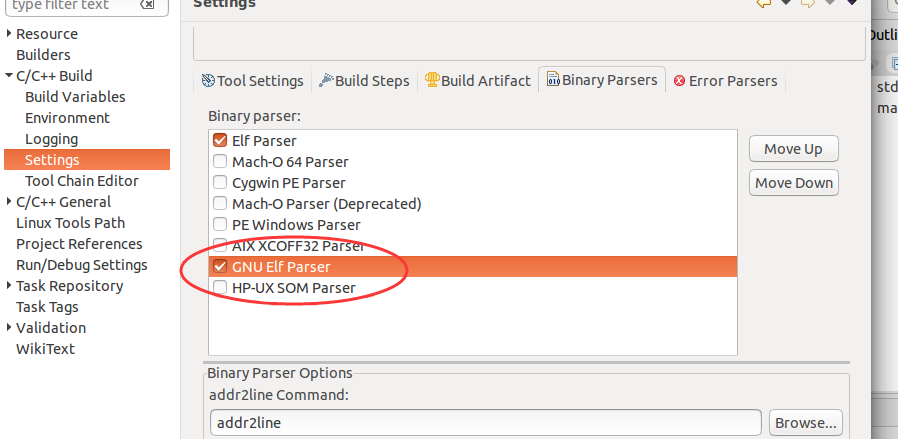 type filter text
Settings
Resource
Builders
C/C++ Build
Build Variables
Environment
Logging
Settings
Tool Chain Editor
C/C++ General
Linux Tools Path
Project References
Run/Debug Settings
Task Repository
Task Tags
Validation
WikiText
Tool Settings
Build Steps
Build Artifact
Binary Parsers
Error Parsers
Binary parser:
Elf Parser
Mach-O 64 Parser
Cygwin PE Parser
Mach-O Parser (Deprecated)
PE Windows Parser
AIX XCOFF32 Parser
GNU Elf Parser
HP-UX SOM Parser
Move Up
Move Down
Binary Parser Options
addr2line Command:
addr2line
Browse...
Outli
std
ma